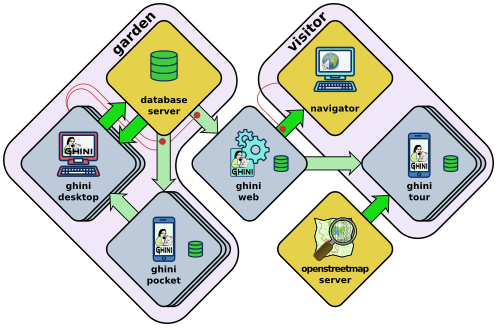 garden
visitor
database
server
navigator
GHINI
ghini
desktop
GHINI
ghini
web
GHINI
ghini
tour
GHINI
ghini
pocket
openstreetmap
server